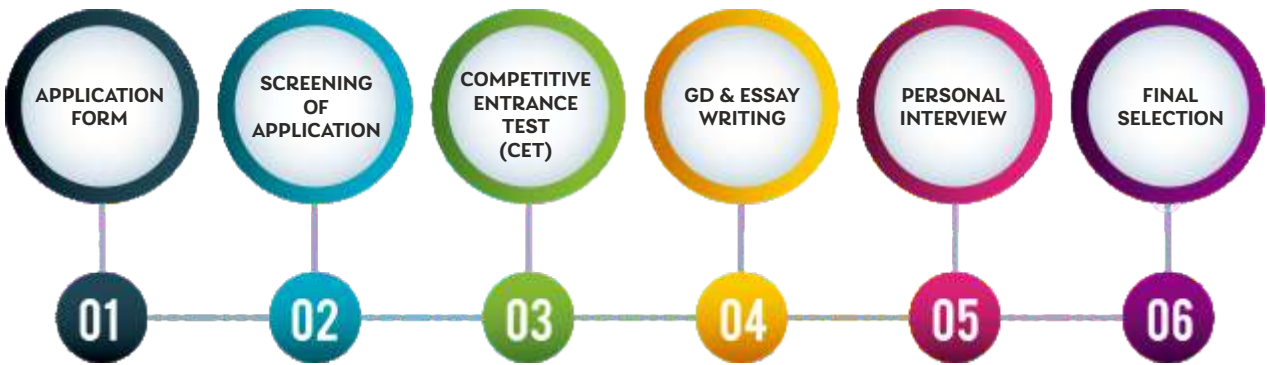 APPLICATION
FORM
SCREENING
OF
APPLICATION
COMPETITIVE
ENTRANCE
TEST
(CET)
GD & ESSAY
WRITING
PERSONAL
INTERVIEW
FINAL
SELECTION
01
02
03
04
05
06